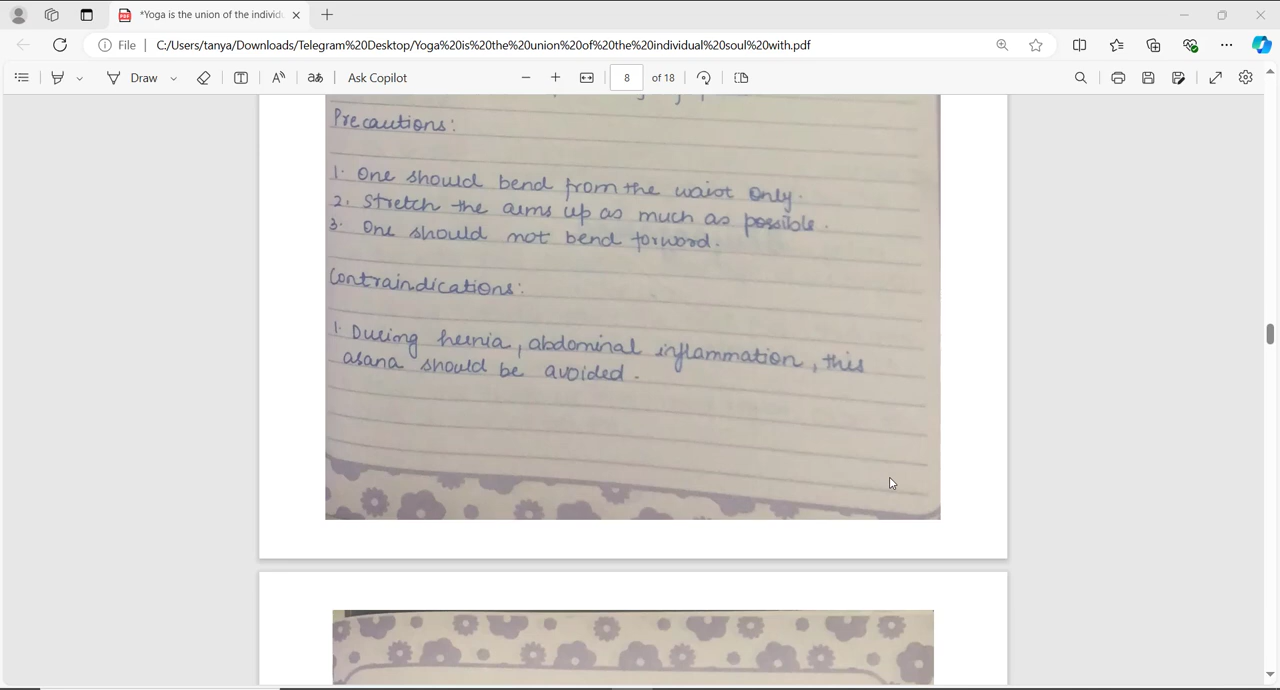 *Yoga is the union of the individu
File
C:/Users/tanya/Downloads/Telegram%20Desktop/Yoga%20is%20the%20union%20of%20the%20individual%20soul%20with.pdf
Draw
Ask Copilot
8 of 18
Precautions:
1. One should bend from the waist only.
2. Stretch the arms up as much as possible.
3. One should not bend forward.
Contraindications:
1. During hernia, abdominal inflammation, this
asana should be avoided.